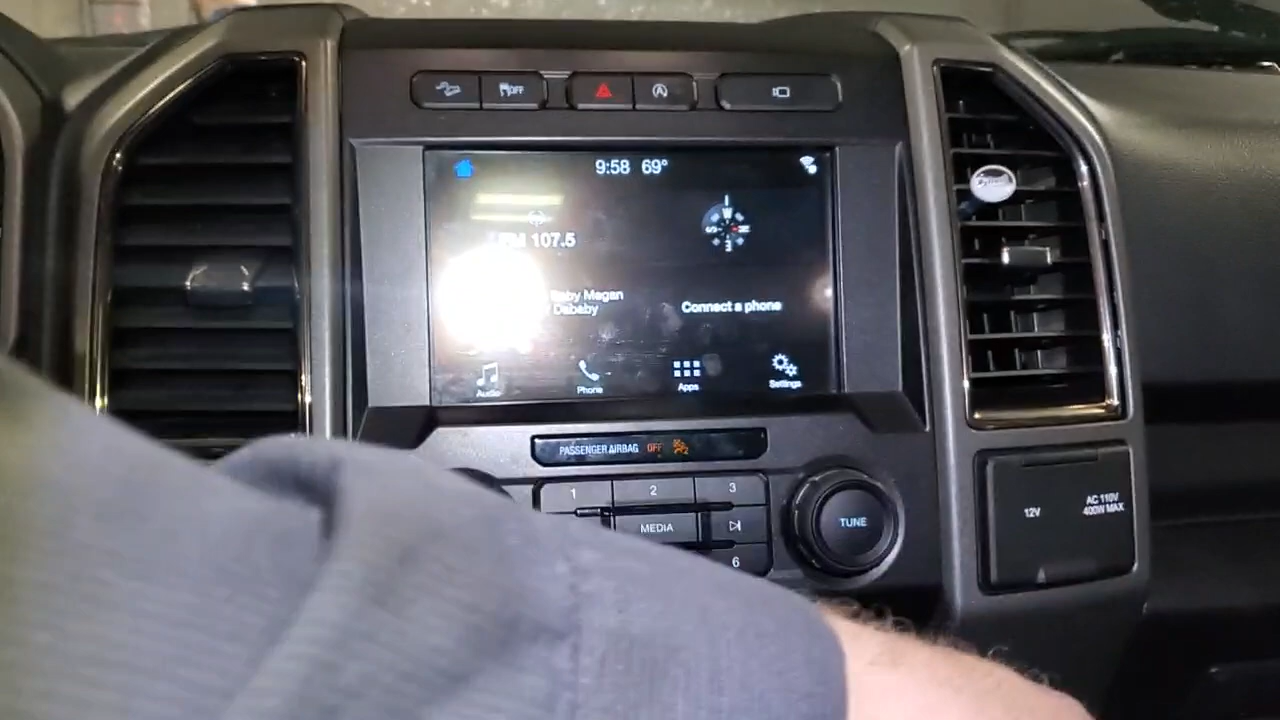 OFF
9:58 69°
FM 107.5
W
Baby Megan
Dababy
Connect a phone
Audio
Phone
Apps
Settings
PASSENGER AIRBAG OFF
1 2 3
MEDIA
6
TUNE
12V
AC 110V
400W MAX